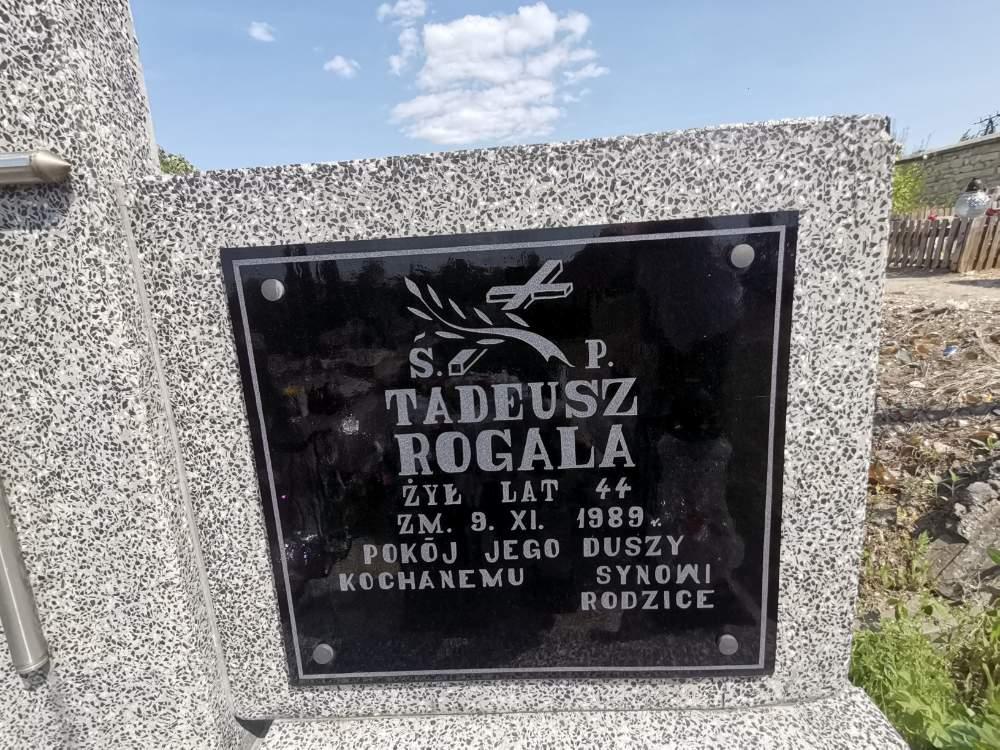 Ś. P.
TADEUSZ
ROGALA
ŻYŁ LAT 44
ZM. 9. XI. 1989 r.
POKÓJ JEGO DUSZY
KOCHANEMU SYNOWI
RODZICE